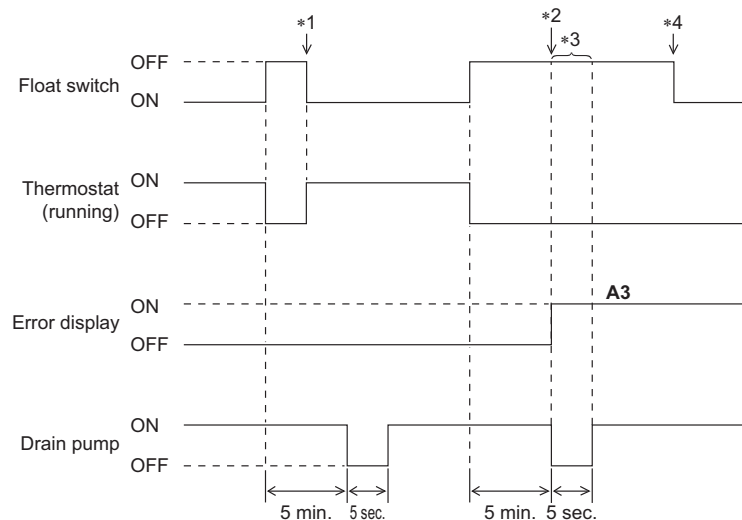 *1
*2
*3
*4
Float switch
OFF
ON
Thermostat
(running)
ON
OFF
Error display
ON
OFF
A3
Drain pump
ON
OFF
5 min.
5 sec.
5 min.
5 sec.